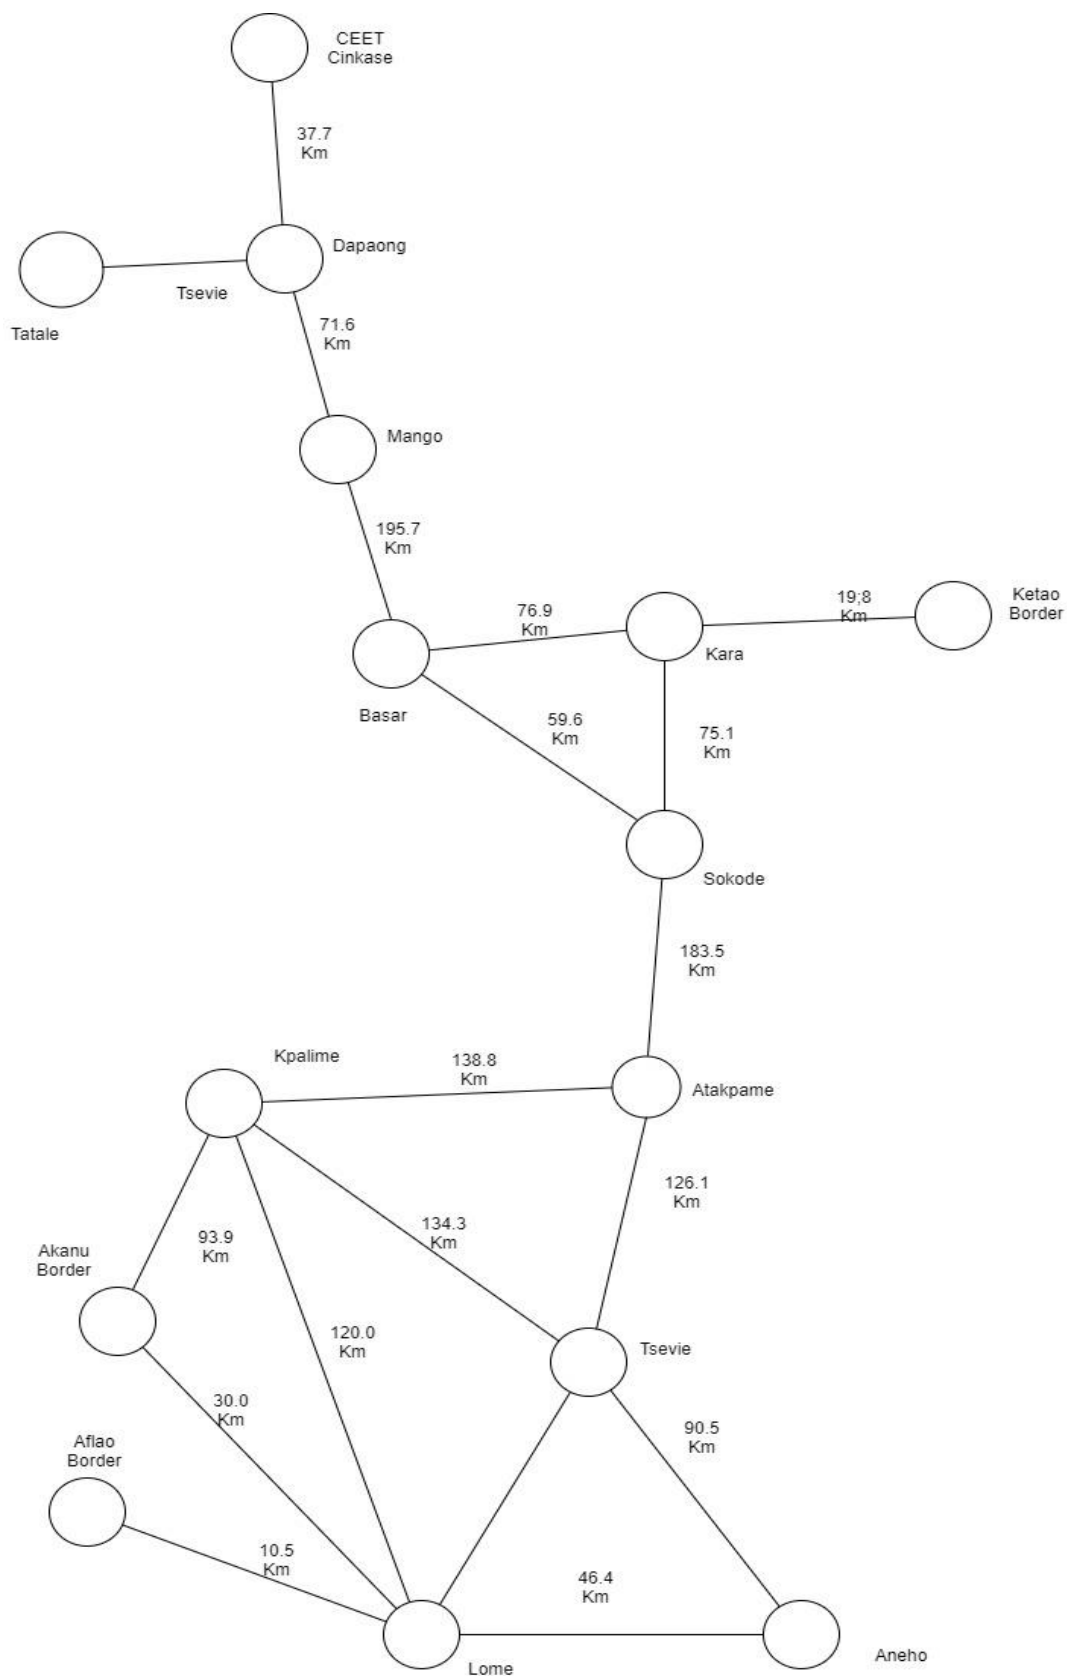 CEET
Cinkase
37.7
Km
Dapaong
Tsevie
Tatale
71.6
Km
Mango
195.7
Km
76.9
Km
19;8
Km
Ketao
Border
Kara
Basar
59.6
Km
75.1
Km
Sokode
183.5
Km
Kpalime
138.8
Km
Atakpame
126.1
Km
93.9
Km
134.3
Km
Akanu
Border
120.0
Km
Tsevie
30.0
Km
90.5
Km
Aflao
Border
10.5
Km
46.4
Km
Aneho
Lome